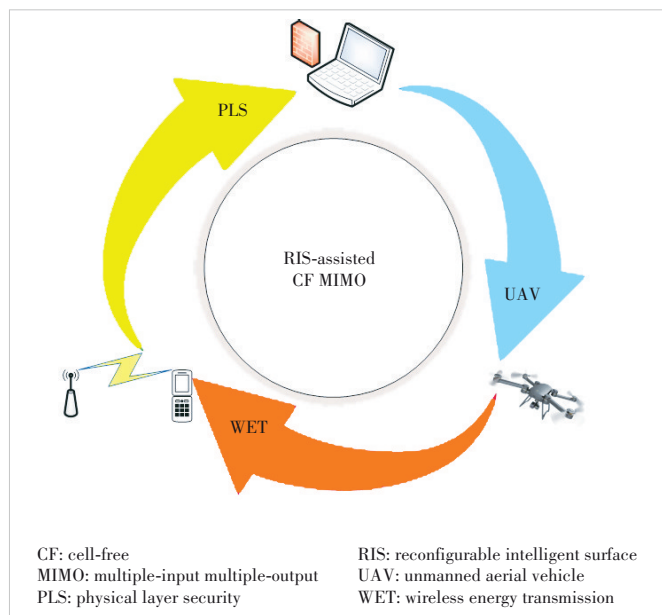 PLS
RIS-assisted
CF MIMO
UAV
WET
CF: cell-free
MIMO: multiple-input multiple-output
PLS: physical layer security
RIS: reconfigurable intelligent surface
UAV: unmanned aerial vehicle
WET: wireless energy transmission